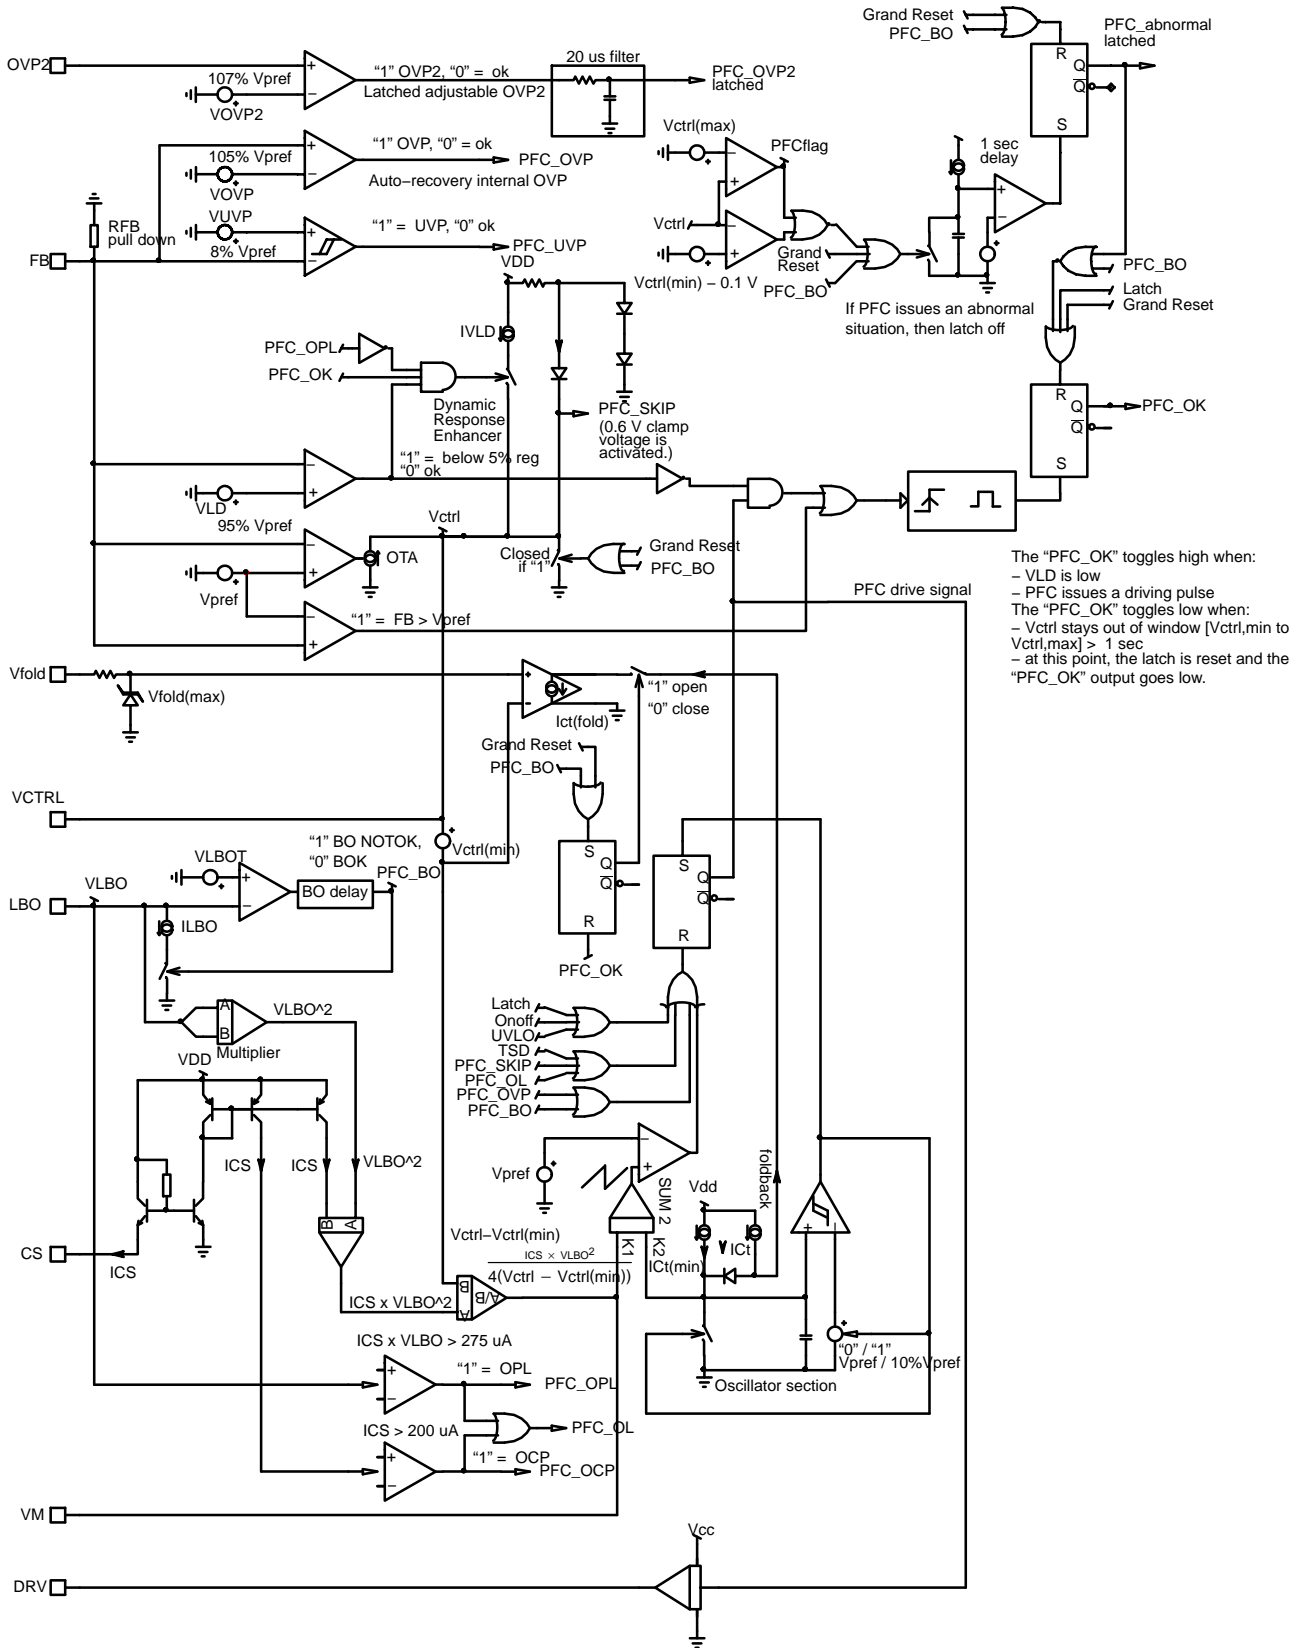 Grand Reset
PFC_BO
PFC_abnormal
latched
R
Q
Q
S
OVP2
107% Vpref
VOVP2
+
−
“1” OVP2, “0” = ok
Latched adjustable OVP2
20 us filter
PFC_OVP2
latched
105% Vpref
VOVP
+
−
“1” OVP, “0” = ok
PFC_OVP
Auto−recovery internal OVP
Vctrl(max)
PFCflag
Vctrl
Vctrl(min) − 0.1 V
Grand
Reset
PFC_BO
1 sec
delay
If PFC issues an abnormal
situation, then latch off
RFB
pull down
FB
VUVP
8% Vpref
+
−
“1” = UVP, “0” ok
PFC_UVP
VDD
IVLD
PFC_BO
Latch
Grand Reset
PFC_OPL
PFC_OK
Dynamic
Response
Enhancer
PFC_SKIP
(0.6 V clamp
voltage is
activated.)
R
Q
Q
S
PFC_OK
“1” = below 5% reg
“0” ok
VLD
95% Vpref
−
+
Vctrl
OTA
Closed
if “1”
Grand Reset
PFC_BO
Vpref
−
+
“1” = FB > Vpref
−
+
PFC drive signal
The “PFC_OK” toggles high when:
− VLD is low
− PFC issues a driving pulse
The “PFC_OK” toggles low when:
− Vctrl stays out of window [Vctrl,min to
Vctrl,max] > 1 sec
− at this point, the latch is reset and the
“PFC_OK” output goes low.
Vfold
Vfold(max)
+
−
Ict(fold)
“1” open
“0” close
Grand Reset
PFC_BO
VCTRL
Vctrl(min)
S
Q
Q
R
PFC_OK
S
Q
Q
R
“1” BO NOTOK,
“0” BOK
VLBOT
VLBO
+
−
BO delay
PFC_BO
LBO
ILBO
A
B
VLBO^2
Multiplier
VDD
Latch
Onoff
UVLO
TSD
PFC_SKIP
PFC_OL
PFC_OVP
PFC_BO
ICS
ICS
VLBO^2
B
A
CS
ICS
Vpref
−
+
SUM 2
K1
K2
foldback
Vdd
ICt
ICt(min)
+
−
Vctrl−Vctrl(min)
ICS × VLBO2
4(Vctrl − Vctrl(min))
ICS x VLBO^2
B
A
A/B
“0” / “1”
Vpref / 10%Vpref
Oscillator section
ICS x VLBO > 275 uA
+
−
“1” = OPL
PFC_OPL
PFC_OL
ICS > 200 uA
+
−
“1” = OCP
PFC_OCP
VM
Vcc
DRV